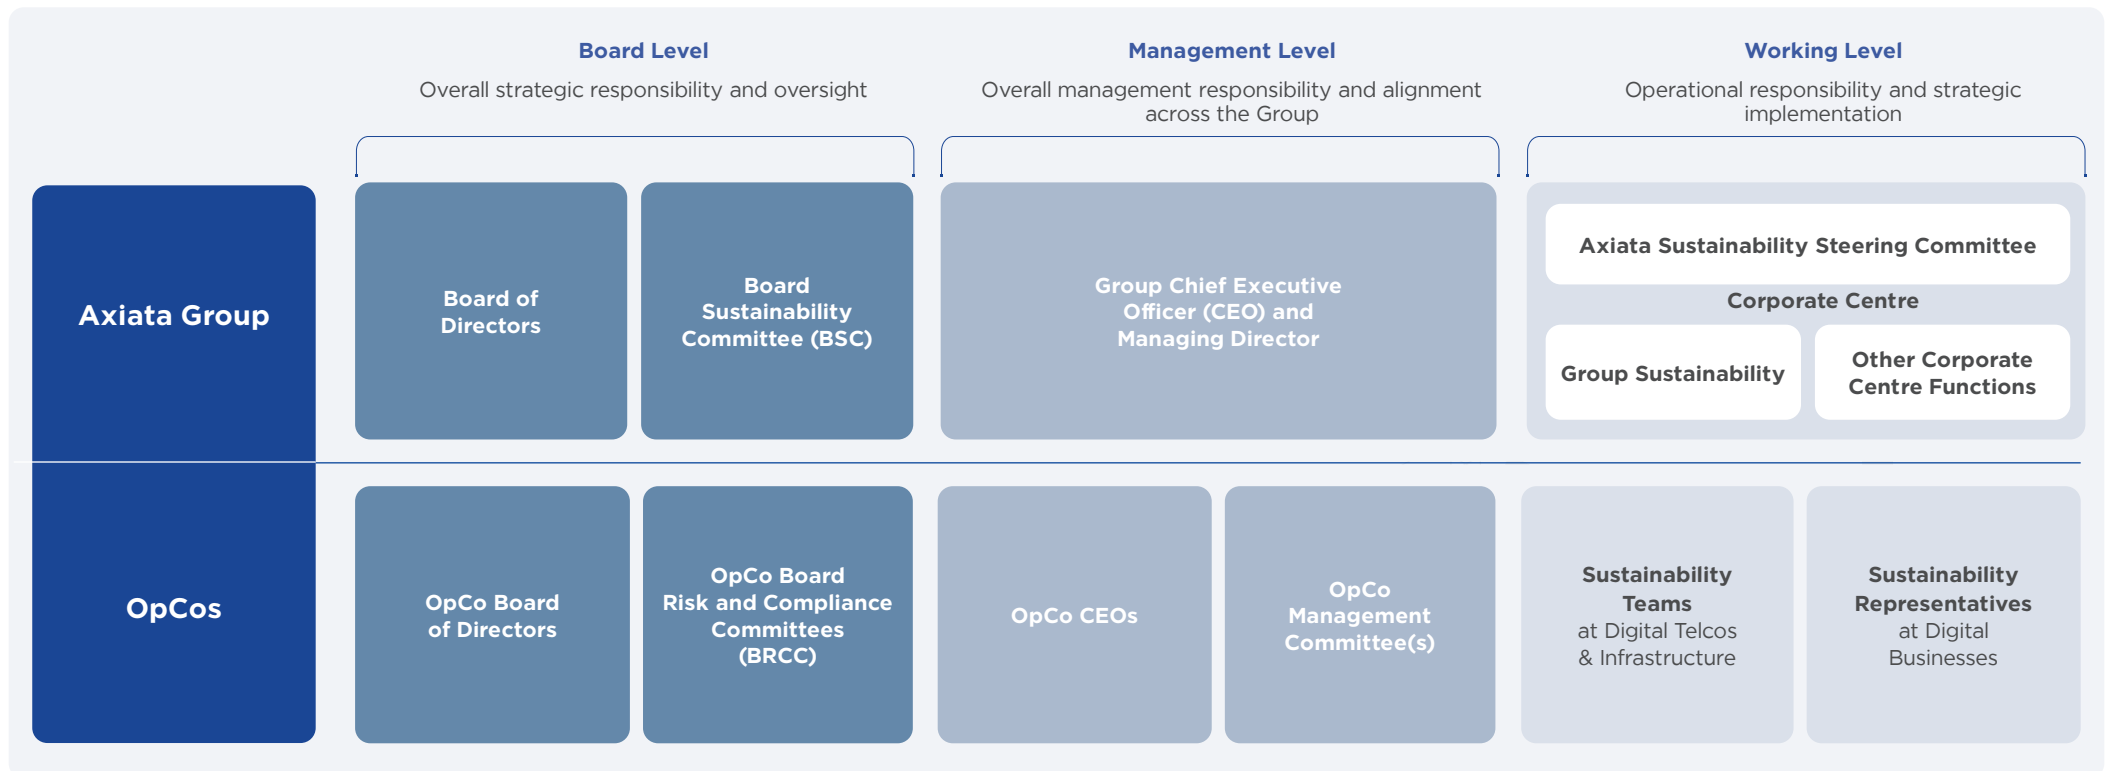 Board Level
Overall strategic responsibility and oversight
Management Level
Overall management responsibility and alignment
across the Group
Working Level
Operational responsibility and strategic
implementation
Axiata Group
Board of
Directors
Board
Sustainability
Committee (BSC)
Group Chief Executive
Officer (CEO) and
Managing Director
Axiata Sustainability Steering Committee
Corporate Centre
Group Sustainability
Other Corporate
Centre Functions
OpCos
OpCo Board
of Directors
OpCo Board
Risk and Compliance
Committees
(BRCC)
OpCo CEOs
OpCo
Management
Committee(s)
Sustainability
Teams
at Digital Telcos
& Infrastructure
Sustainability
Representatives
at Digital
Businesses